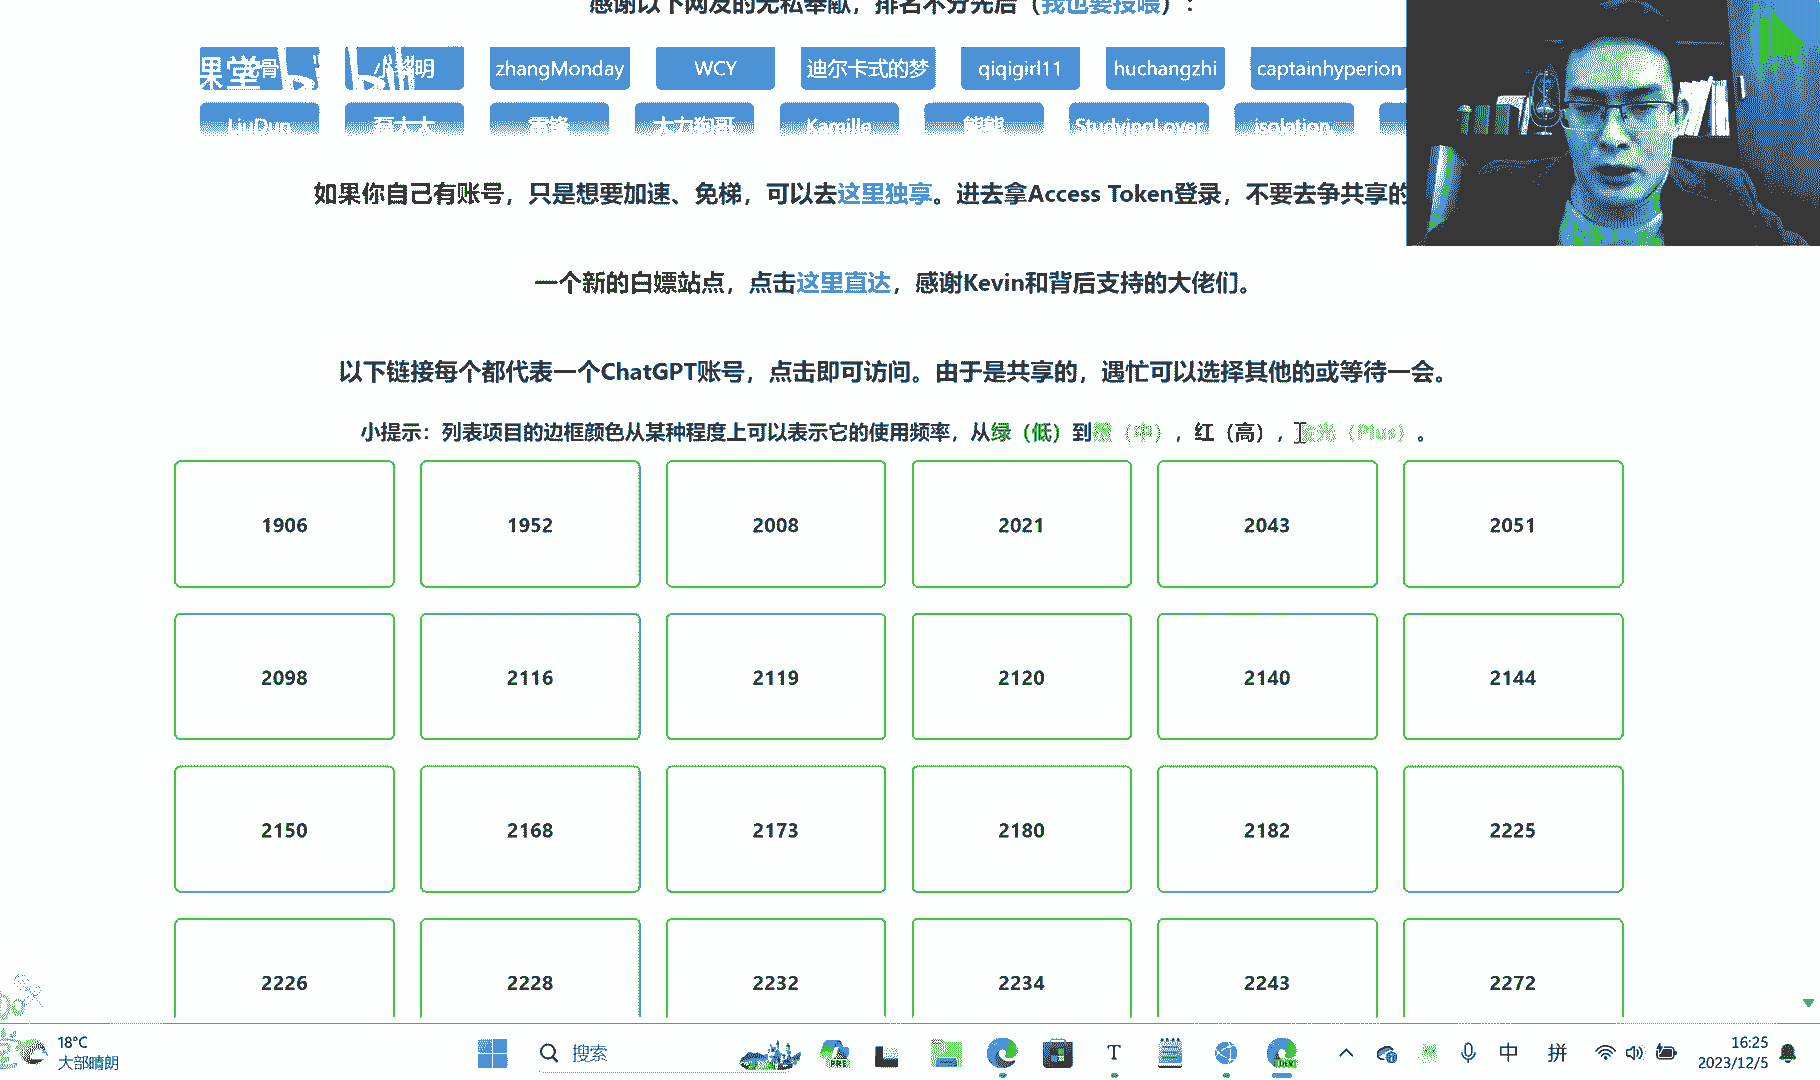 感谢以下网友的无私奉献，排名不分先后（我也要投喂）：
课堂 小黎明 zhangMonday WCY 迪尔卡式的梦 qiqigirl11 huchangzhi captainhyperion
LiuDun 磊大大 雷锋 大力狗哥 Kamille 熊熊 StudyingLover isolation
如果你自己有账号，只是想要加速、免梯，可以去这里独享。进去拿Access Token登录，不要去争共享的
一个新的白嫖站点，点击这里直达，感谢Kevin和背后支持的大佬们。
以下链接每个都代表一个ChatGPT账号，点击即可访问。由于是共享的，遇忙可以选择其他的或等待一会。
小提示：列表项目的边框颜色从某种程度上可以表示它的使用频率，从绿（低）到橙（中），红（高），金光（Plus）。
1906 1952 2008 2021 2043 2051
2098 2116 2119 2120 2140 2144
2150 2168 2173 2180 2182 2225
2226 2228 2232 2234 2243 2272
18°C
大部晴朗
搜索
PRE
T
中
拼
16:25
2023/12/5